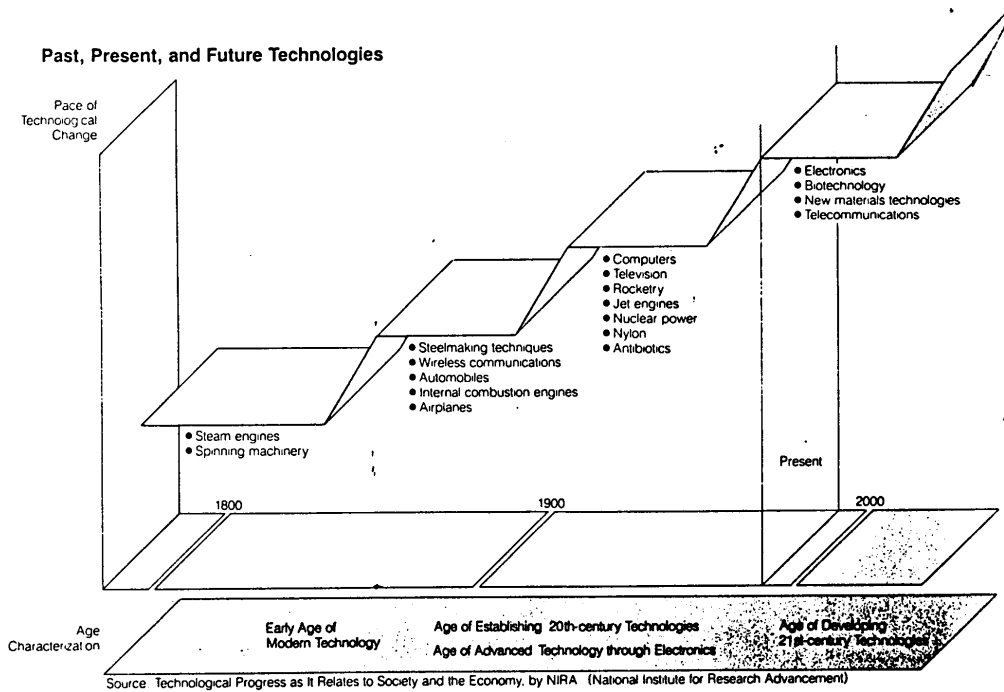 Past, Present, and Future Technologies
Pace of
Technological
Change
● Electronics
● Biotechnology
● New materials technologies
● Telecommunications
● Computers
● Television
● Rocketry
● Jet engines
● Nuclear power
● Nylon
● Antibiotics
● Steelmaking techniques
● Wireless communications
● Automobiles
● Internal combustion engines
● Airplanes
● Steam engines
● Spinning machinery
Present
1800
1900
2000
Age
Characterization
Early Age of
Modern Technology
Age of Establishing 20th-century Technologies
Age of Advanced Technology through Electronics
Age of Developing
21st-century Technologies
Source. Technological Progress as It Relates to Society and the Economy, by NIRA (National Institute for Research Advancement)